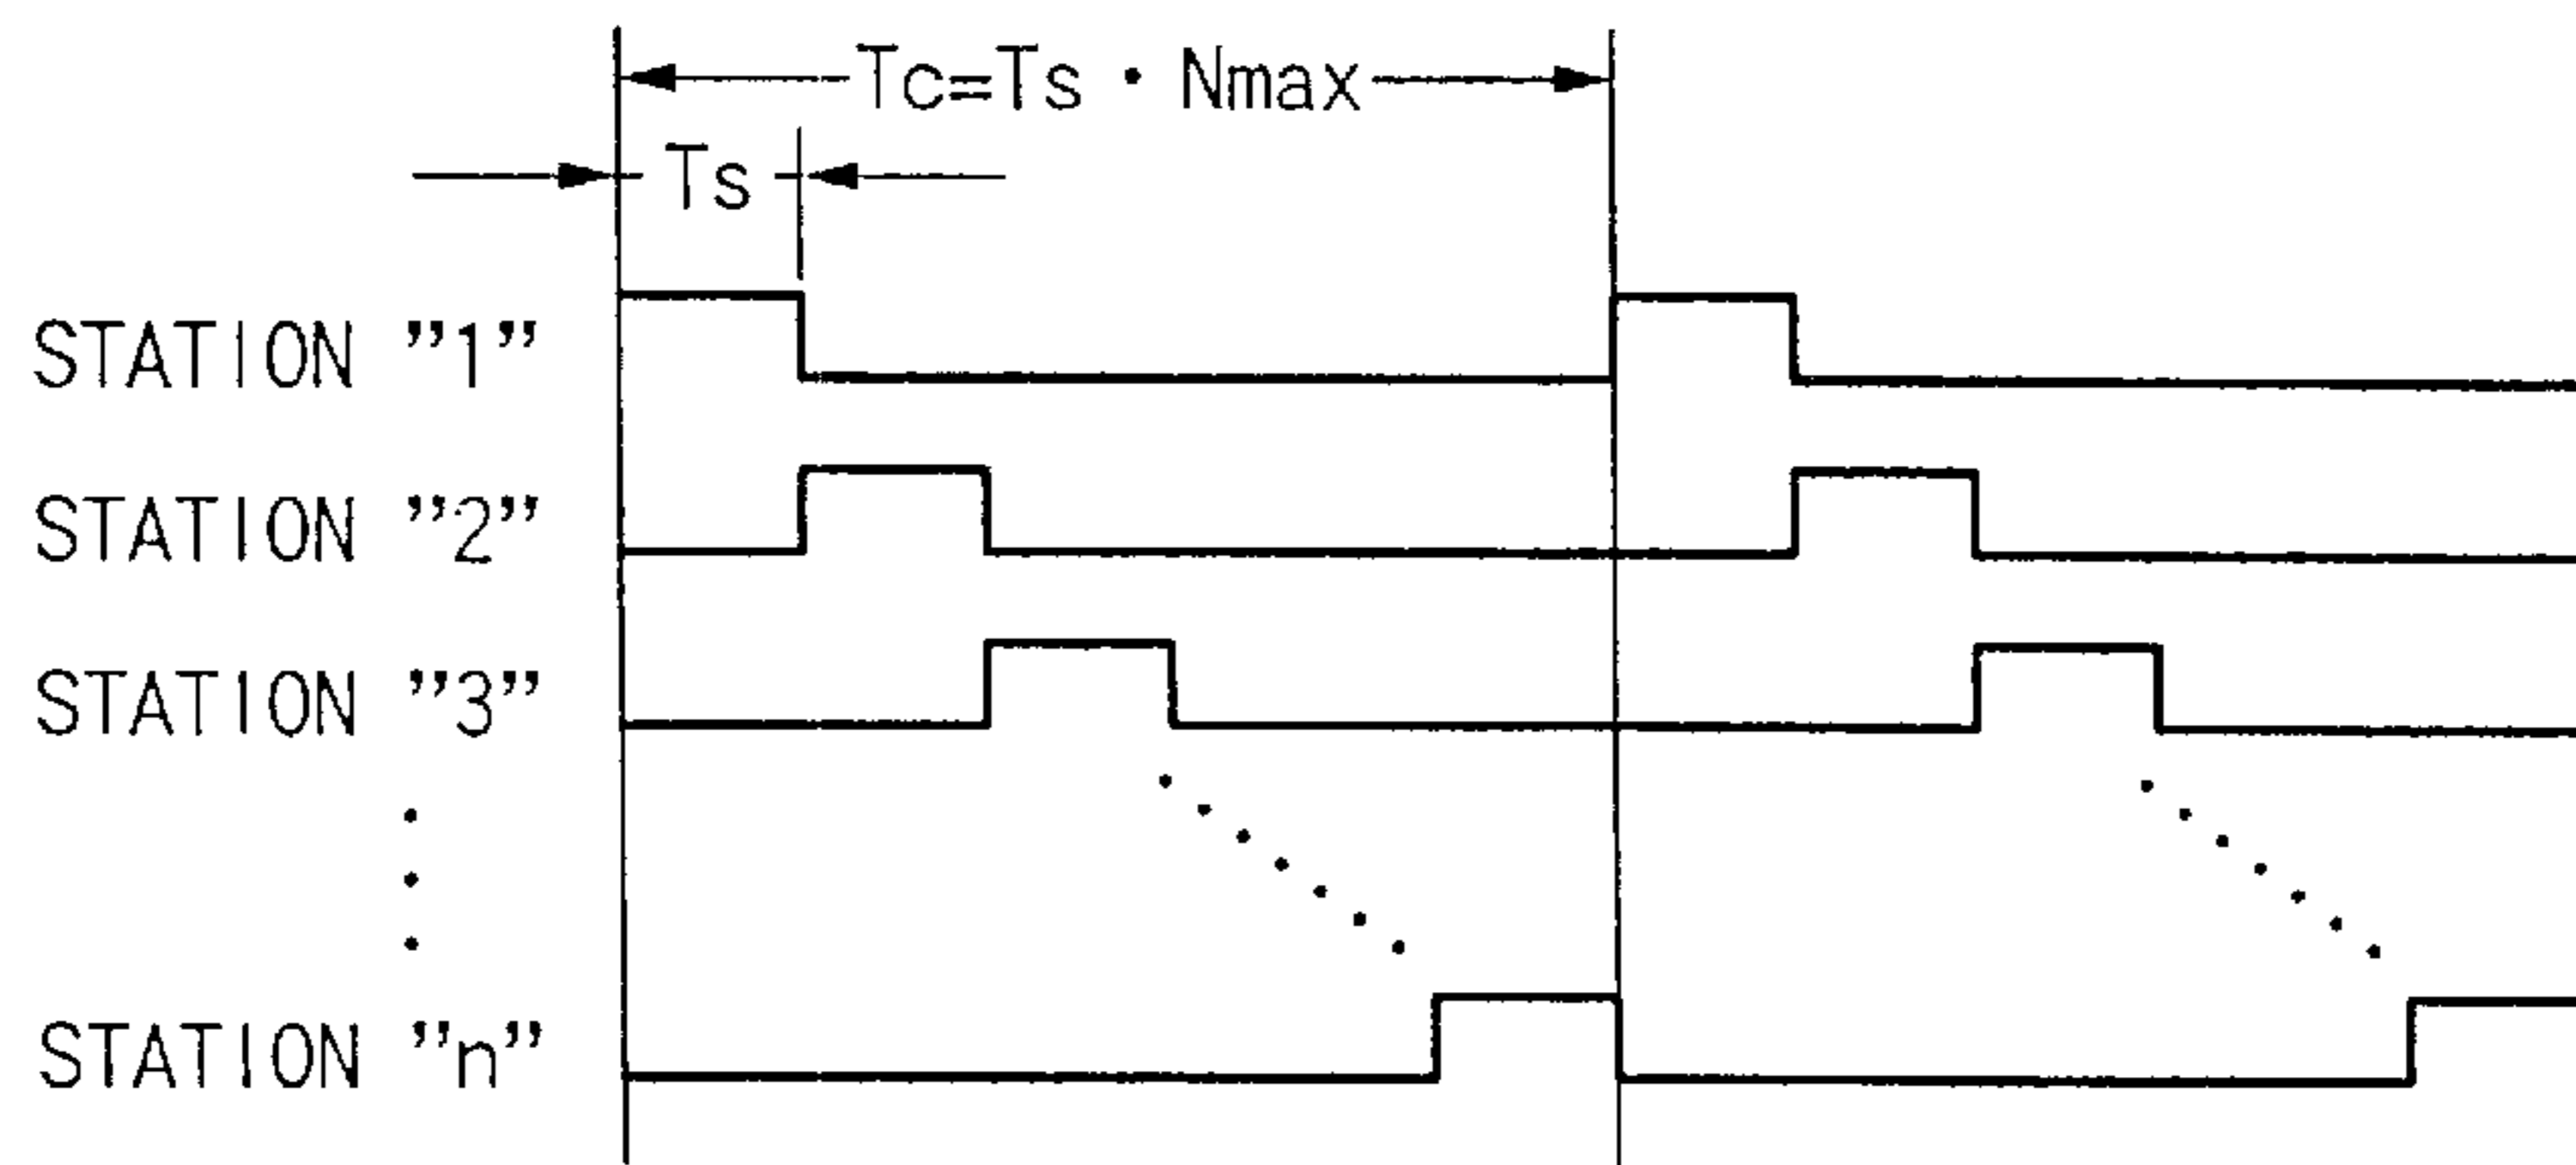 Tc=Ts · Nmax
Ts
STATION ”1”
STATION ”2”
STATION ”3”
STATION ”n”